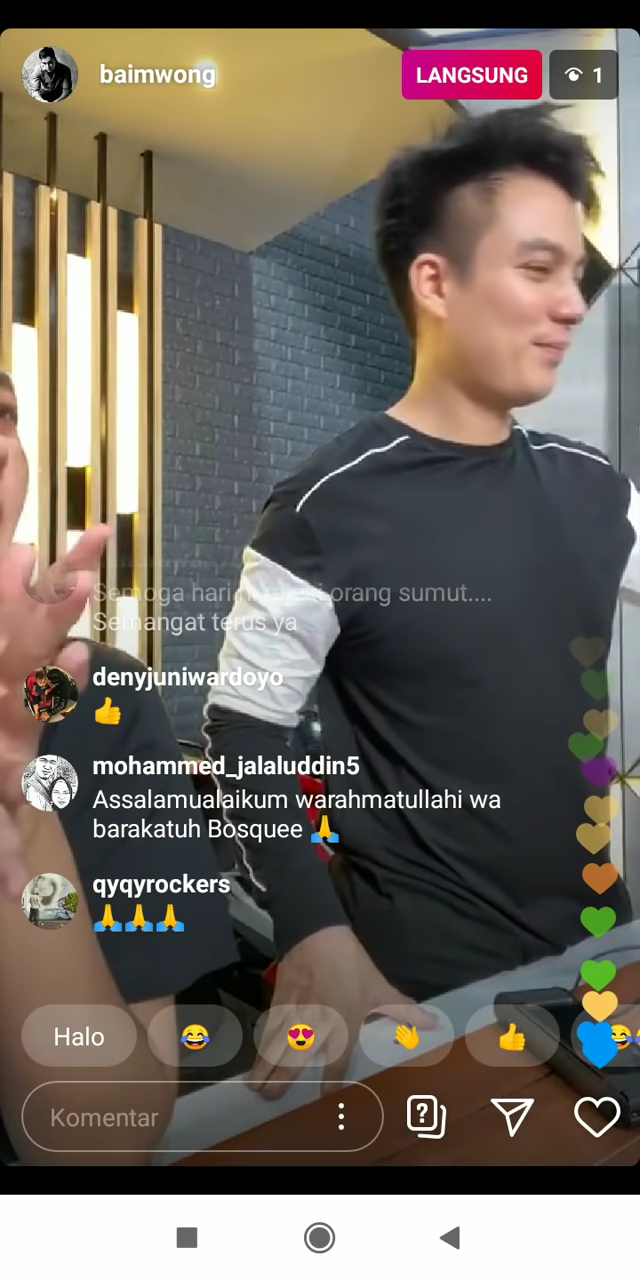 baimwong
LANGSUNG
1
Semoga hari orang sumut....
Semangat terus ya
denyjuniwardoyo
👍
mohammed_jalaluddin5
Assalamualaikum warahmatullahi wa
barakatuh Bosquee 🙏
qyqyrockers
🙏🙏🙏
Halo 😂 😍 👋 👍 😂
Komentar